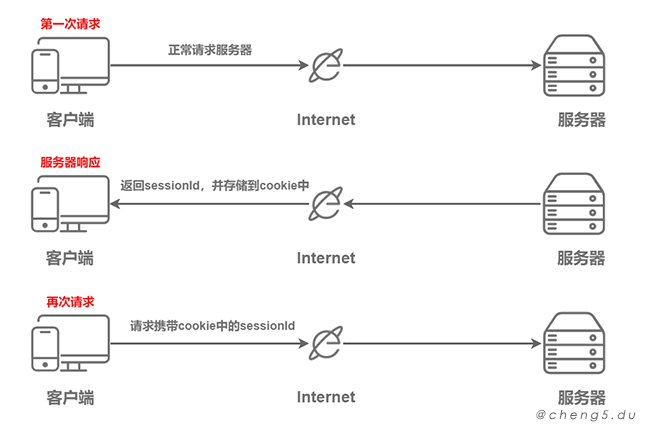 第一次请求
正常请求服务器
客户端
Internet
服务器
服务器响应
返回sessionId，并存储到cookie中
客户端
Internet
服务器
再次请求
请求携带cookie中的sessionId
客户端
Internet
服务器
@cheng5.du